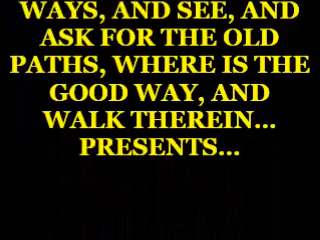 WAYS, AND SEE, AND
ASK FOR THE OLD
PATHS, WHERE IS THE
GOOD WAY, AND
WALK THEREIN...
PRESENTS...